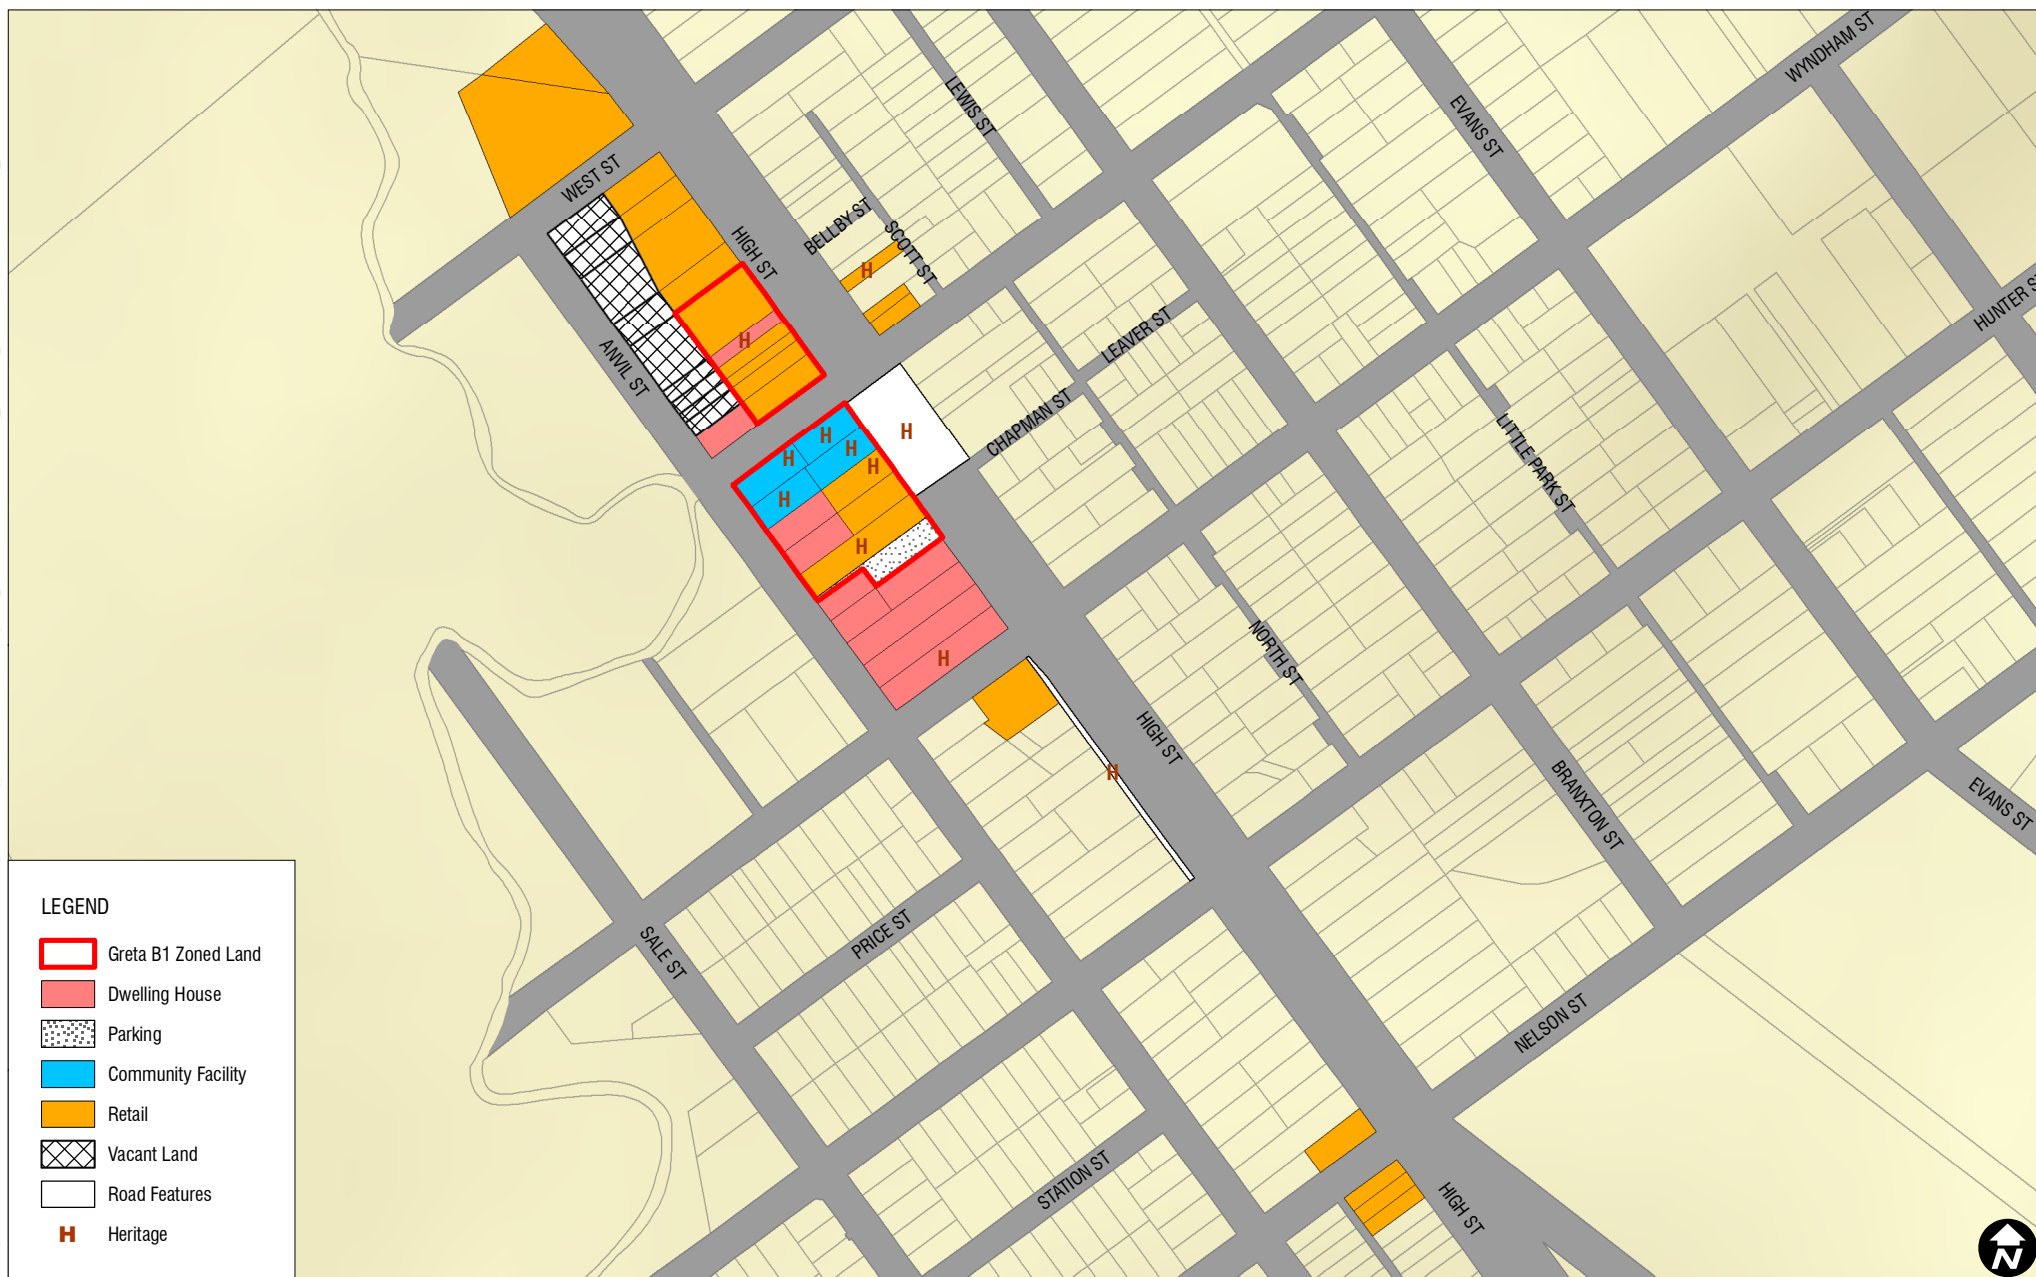 WYNDHAM ST
LEWIS ST
EVANS ST
WEST ST
BELLBY ST
SCOTT ST
HIGH ST
H
HUNTER S
LEAVER ST
H
ANVIL ST
CHAPMAN ST
LITTLE PARK ST
H
H
H
H
H
H
H
NORTH ST
H
HIGH ST
H
BRANXTON ST
EVANS ST
PRICE ST
SALE ST
NELSON ST
STATION ST
HIGH ST
LEGEND
Greta B1 Zoned Land
Dwelling House
Parking
Community Facility
Retail
Vacant Land
Road Features
H Heritage
N